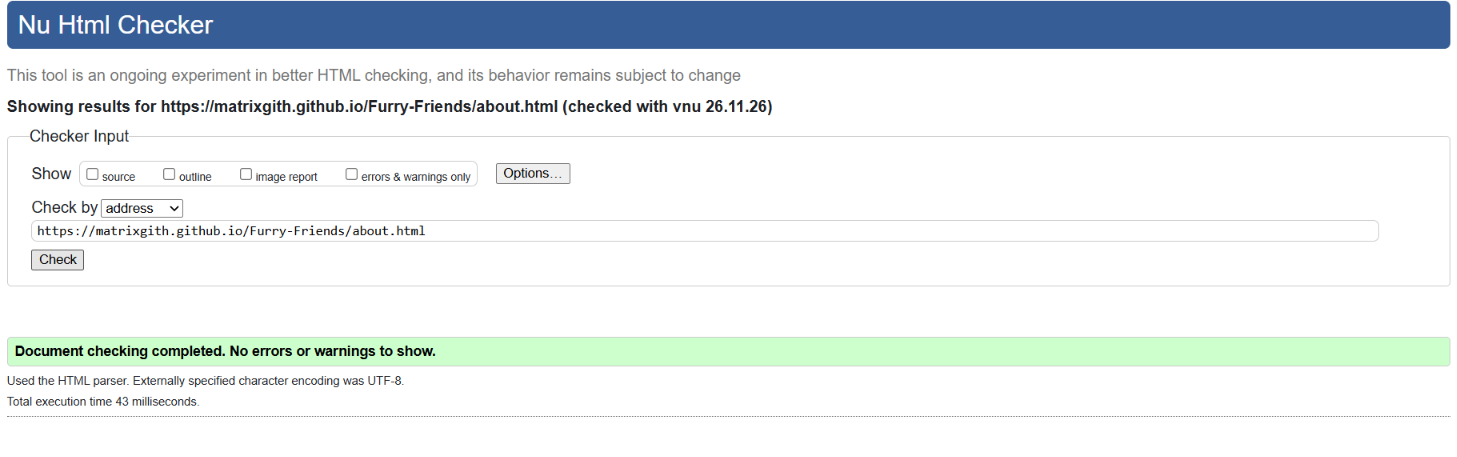 Nu Html Checker
This tool is an ongoing experiment in better HTML checking, and its behavior remains subject to change
Showing results for https://matrixgith.github.io/Furry-Friends/about.html (checked with vnu 26.11.26)
Checker Input
Show source outline image report errors & warnings only Options...
Check by address
https://matrixgith.github.io/Furry-Friends/about.html
Check
Document checking completed. No errors or warnings to show.
Used the HTML parser. Externally specified character encoding was UTF-8.
Total execution time 43 milliseconds.